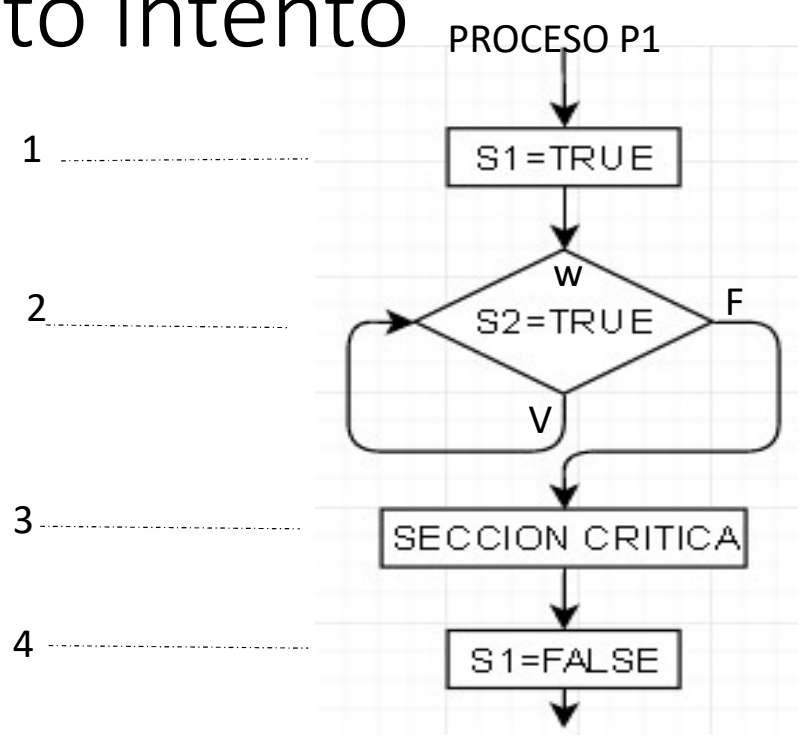 to intento
PROCESO P1
1
S1=TRUE
W
2
S2=TRUE
F
V
3
SECCION CRITICA
4
S1=FALSE